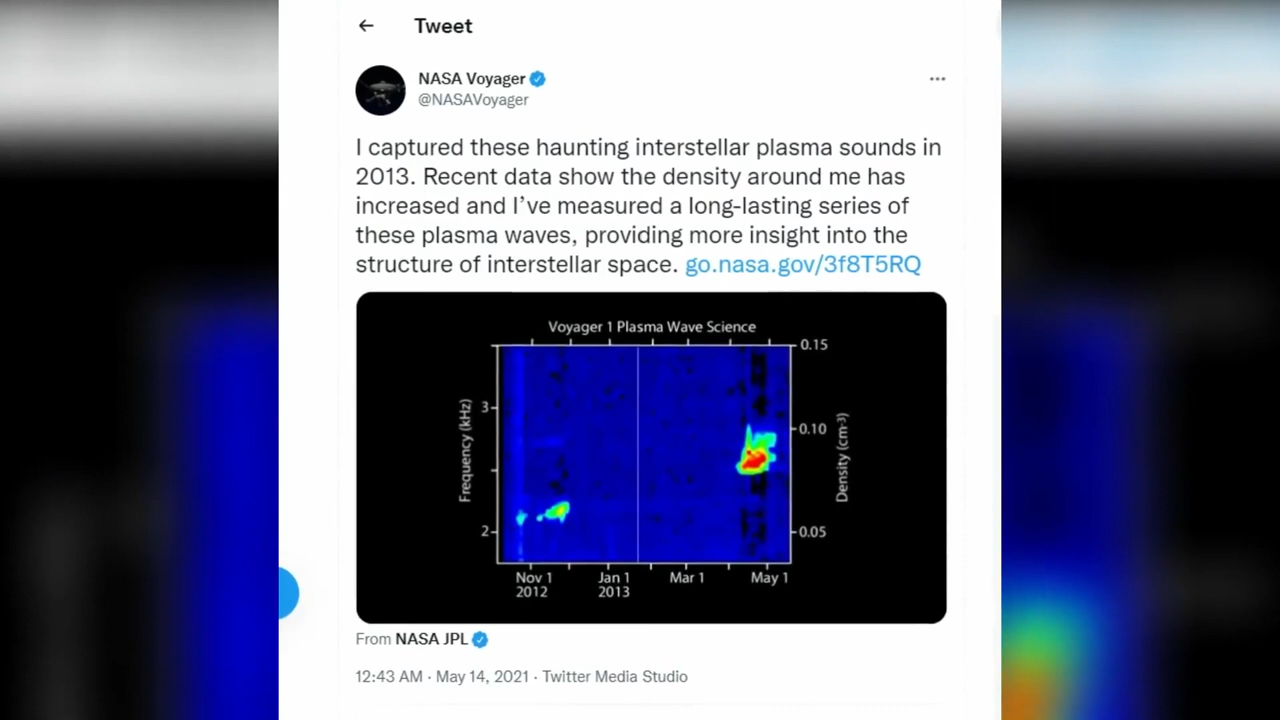 Tweet
NASA Voyager
@NASAVoyager
I captured these haunting interstellar plasma sounds in
2013. Recent data show the density around me has
increased and I’ve measured a long-lasting series of
these plasma waves, providing more insight into the
structure of interstellar space. go.nasa.gov/3f8T5RQ
Voyager 1 Plasma Wave Science
0.15
3
0.10
Frequency (kHz)
Density (cm-3)
2
0.05
Nov 1 Jan 1 Mar 1 May 1
2012 2013
From NASA JPL
12:43 AM · May 14, 2021 · Twitter Media Studio